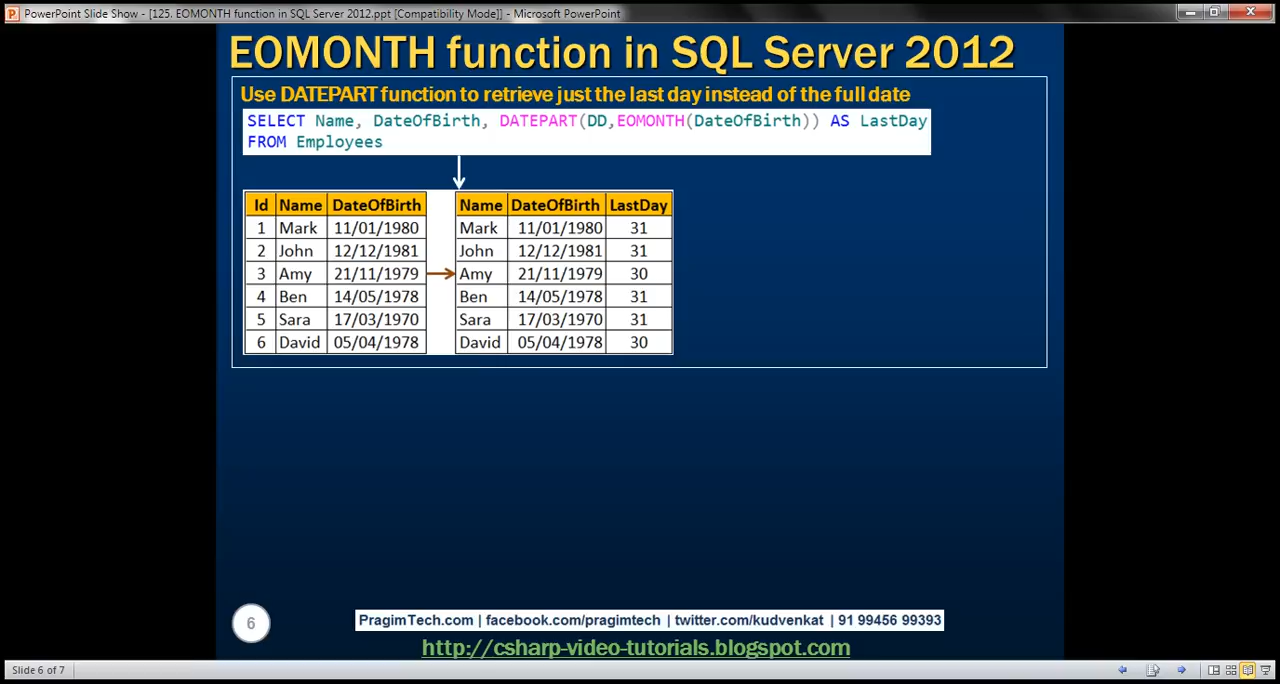 PowerPoint Slide Show - [125. EOMONTH function in SQL Server 2012.ppt [Compatibility Mode]] - Microsoft PowerPoint
EOMONTH function in SQL Server 2012
Use DATEPART function to retrieve just the last day instead of the full date
SELECT Name, DateOfBirth, DATEPART(DD,EOMONTH(DateOfBirth)) AS LastDay
FROM Employees
Id Name DateOfBirth Name DateOfBirth LastDay
1 Mark 11/01/1980 Mark 11/01/1980 31
2 John 12/12/1981 John 12/12/1981 31
3 Amy 21/11/1979 Amy 21/11/1979 30
4 Ben 14/05/1978 Ben 14/05/1978 31
5 Sara 17/03/1970 Sara 17/03/1970 31
6 David 05/04/1978 David 05/04/1978 30
6
PragimTech.com | facebook.com/pragimtech | twitter.com/kudvenkat | 91 99456 99393
http://csharp-video-tutorials.blogspot.com
Slide 6 of 7